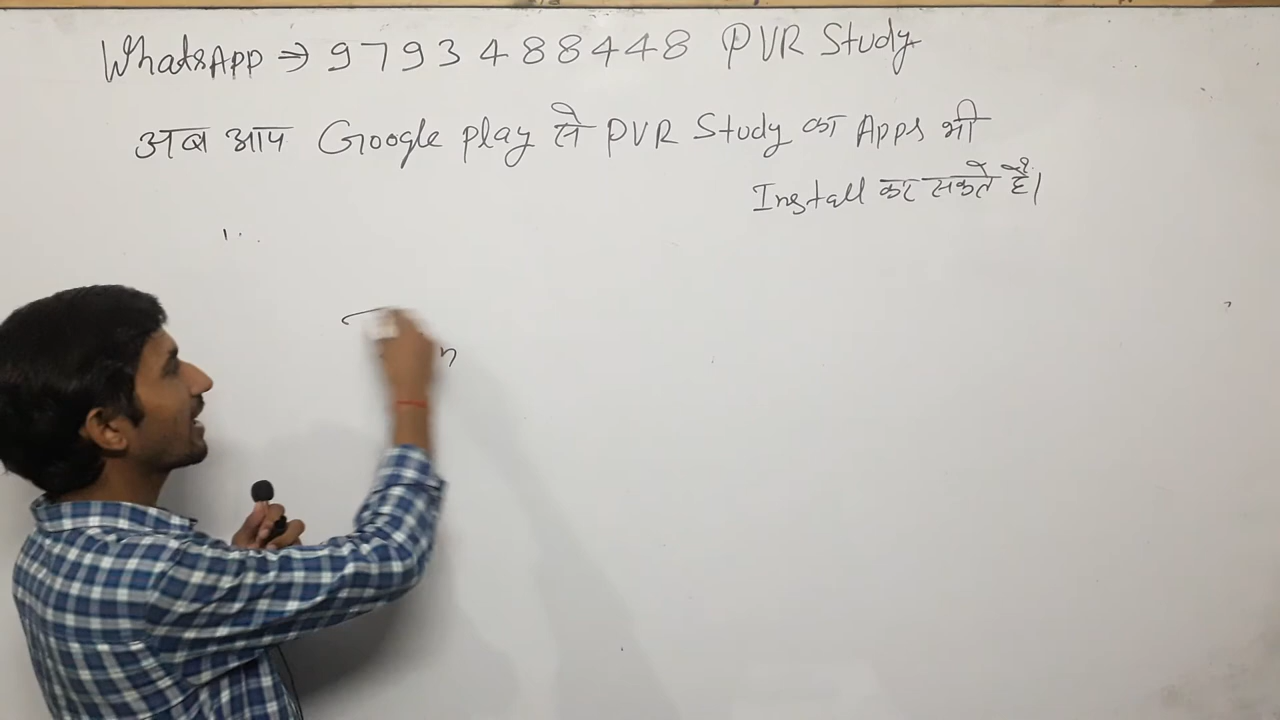 WhatsApp → 9793488448 PVR Study
अब आप Google play से PVR Study का Apps भी
Install कर सकते है।
n